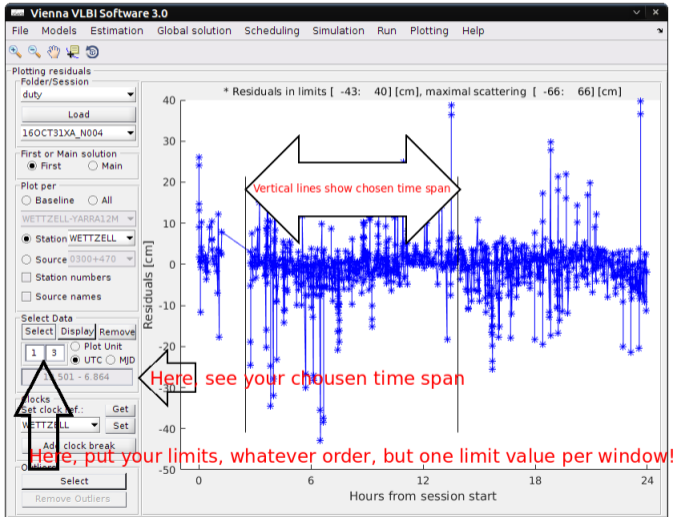 Vienna VLBI Software 3.0
File Models Estimation Global solution Scheduling Simulation Run Plotting Help
Plotting residuals
Folder/Session
duty
Load
16OCT31XA_N004
First or Main solution
First Main
Plot per
Baseline All
WETTZELL-YARRA12M
Station WETTZELL
Source 0300+470
Station numbers
Source names
Select Data
Select Display Remove
Plot Unit
1 3 UTC MJD
.501 - 6.864
Clocks
Set clock ref.: Get
WETTZELL Set
Add clock break
Outliers
Select
Remove Outliers
* Residuals in limits [ -43: 40] [cm], maximal scattering [ -66: 66] [cm]
Residuals [cm]
40
30
20
10
0
-10
-20
-30
-40
-50
0 6 12 18 24
Hours from session start
Vertical lines show chosen time span
Here, see your chousen time span
Here, put your limits, whatever order, but one limit value per window!